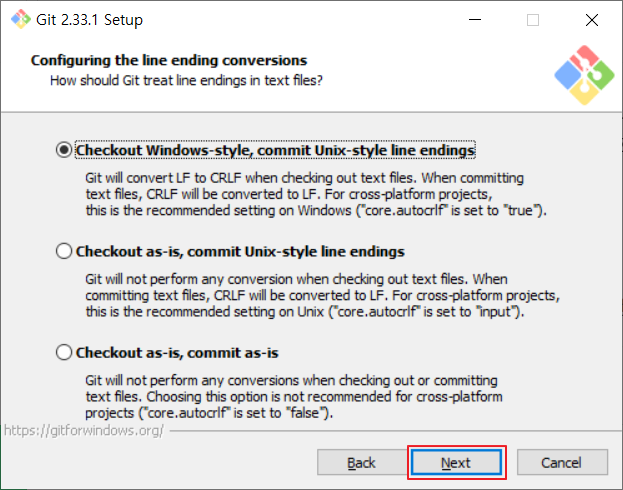 Git 2.33.1 Setup
Configuring the line ending conversions
How should Git treat line endings in text files?
Checkout Windows-style, commit Unix-style line endings
Git will convert LF to CRLF when checking out text files. When committing
text files, CRLF will be converted to LF. For cross-platform projects,
this is the recommended setting on Windows ("core.autocrlf" is set to "true").
Checkout as-is, commit Unix-style line endings
Git will not perform any conversion when checking out text files. When
committing text files, CRLF will be converted to LF. For cross-platform projects,
this is the recommended setting on Unix ("core.autocrlf" is set to "input").
Checkout as-is, commit as-is
Git will not perform any conversions when checking out or committing
text files. Choosing this option is not recommended for cross-platform
projects ("core.autocrlf" is set to "false").
https://gitforwindows.org/
Back
Next
Cancel